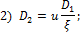 2) D₂ = u D₁/ξ;